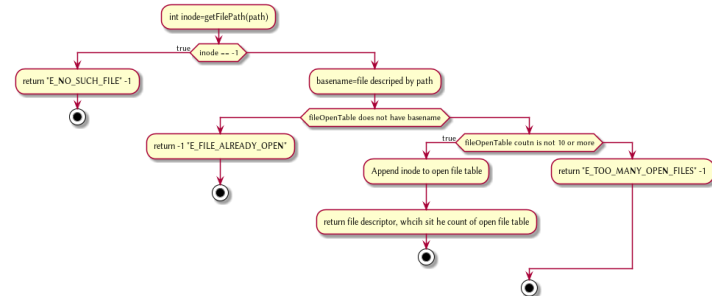 int inode=getFilePath(path)
true
inode == -1
return "E_NO_SUCH_FILE" -1
basename=file descriped by path
fileOpenTable does not have basename
return -1 "E_FILE_ALREADY_OPEN"
true
fileOpenTable coutn is not 10 or more
Append inode to open file table
return "E_TOO_MANY_OPEN_FILES" -1
return file descriptor, whcih sit he count of open file table